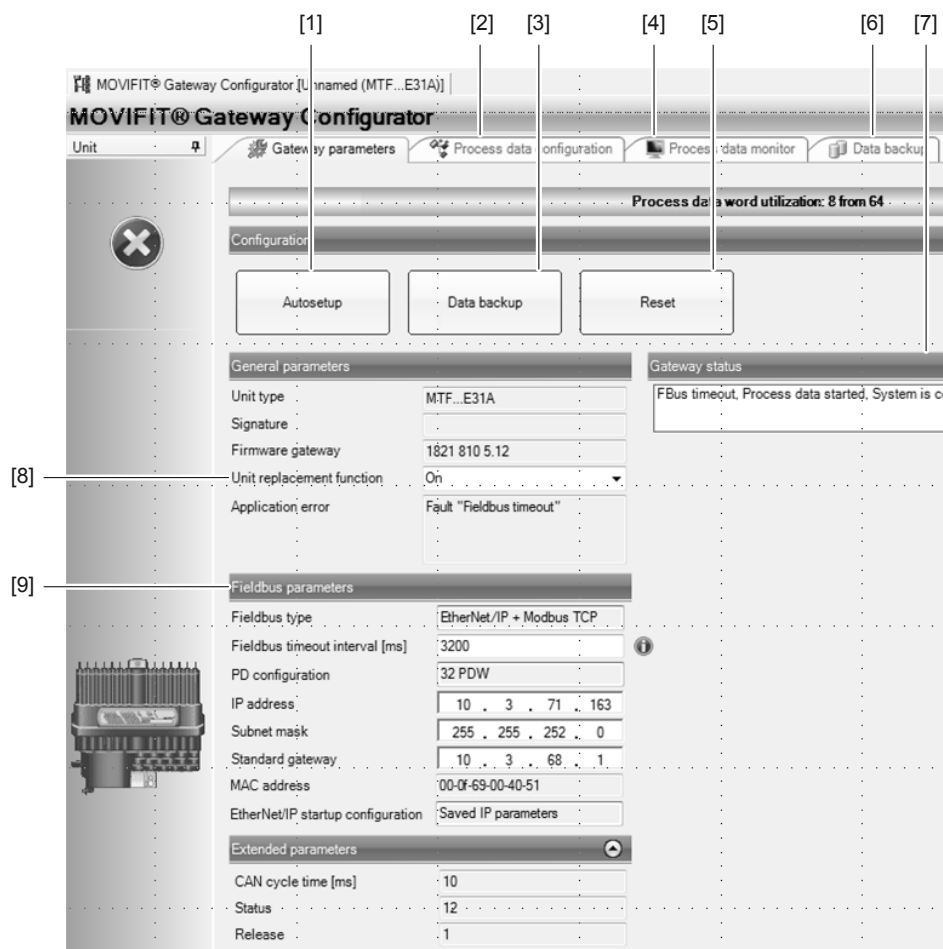 [1] [2] [3] [4] [5] [6] [7]
MOVIFIT® Gateway Configurator [Unnamed (MTF...E31A)]
MOVIFIT® Gateway Configurator
Unit Gateway parameters Process data configuration Process data monitor Data backup
Process data word utilization: 8 from 64
Configuration
Autosetup Data backup Reset
General parameters Gateway status
Unit type MTF...E31A FBus timeout, Process data started, System is c
Signature
Firmware gateway 1821 810 5.12
[8] Unit replacement function On
Application error Fault "Fieldbus timeout"
[9] Fieldbus parameters
Fieldbus type EtherNet/IP + Modbus TCP
Fieldbus timeout interval [ms] 3200
PD configuration 32 PDW
IP address 10 . 3 . 71 . 163
Subnet mask 255 . 255 . 252 . 0
Standard gateway 10 . 3 . 68 . 1
MAC address 00-0f-69-00-40-51
EtherNet/IP startup configuration Saved IP parameters
Extended parameters
CAN cycle time [ms] 10
Status 12
Release 1